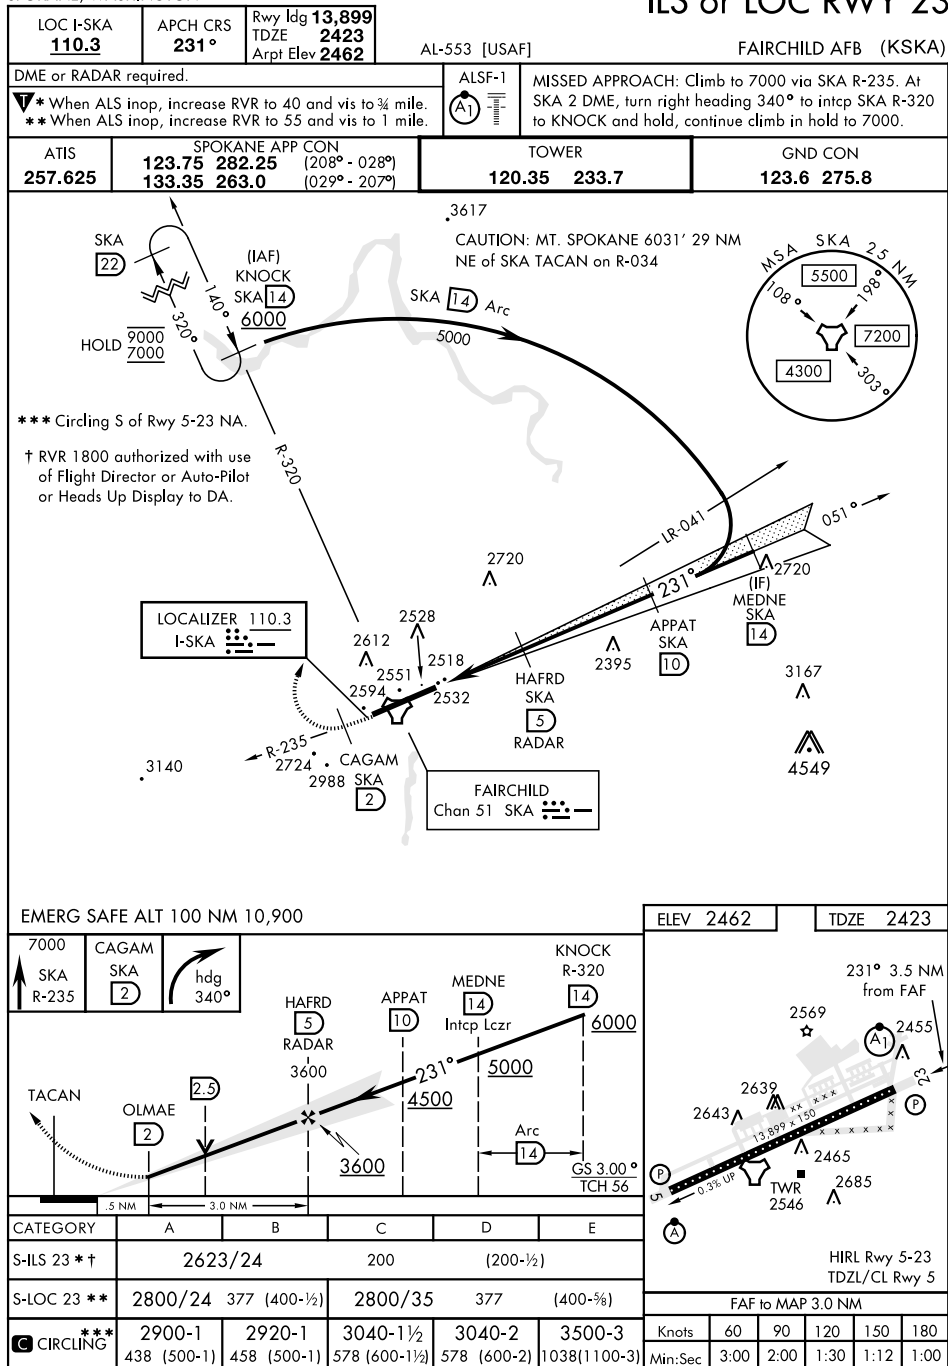 ILS or LOC RWY 23
LOC I-SKA
110.3
APCH CRS
231°
Rwy ldg 13,899
TDZE 2423
Arpt Elev 2462
AL-553 [USAF]
FAIRCHILD AFB (KSKA)
DME or RADAR required.
T * When ALS inop, increase RVR to 40 and vis to ¾ mile.
** When ALS inop, increase RVR to 55 and vis to 1 mile.
ALSF-1
A1
MISSED APPROACH: Climb to 7000 via SKA R-235. At
SKA 2 DME, turn right heading 340° to intcp SKA R-320
to KNOCK and hold, continue climb in hold to 7000.
ATIS
257.625
SPOKANE APP CON
123.75 282.25 (208° - 028°)
133.35 263.0 (029° - 207°)
TOWER
120.35 233.7
GND CON
123.6 275.8
3617
CAUTION: MT. SPOKANE 6031' 29 NM
NE of SKA TACAN on R-034
MSA SKA 25 NM
5500
108°
198°
7200
4300
303°
SKA
22
(IAF)
KNOCK
SKA 14
6000
140°
320°
HOLD 9000
7000
SKA 14 Arc
5000
*** Circling S of Rwy 5-23 NA.
† RVR 1800 authorized with use
of Flight Director or Auto-Pilot
or Heads Up Display to DA.
R-320
LR-041
051°
2720
2720
231°
(IF)
MEDNE
SKA
14
APPAT
SKA
10
LOCALIZER 110.3
I-SKA
2528
2612
2551
2518
2594
2532
2395
HAFRD
SKA
5
RADAR
3167
4549
R-235
2724
2988
CAGAM
SKA
2
3140
FAIRCHILD
Chan 51 SKA
EMERG SAFE ALT 100 NM 10,900
7000
SKA
R-235
CAGAM
SKA
2
hdg
340°
KNOCK
R-320
14
6000
MEDNE
14
Intcp Lczr
5000
APPAT
10
4500
HAFRD
5
RADAR
3600
231°
3600
2.5
TACAN
OLMAE
2
Arc
14
GS 3.00°
TCH 56
.5 NM
3.0 NM
ELEV 2462
TDZE 2423
231° 3.5 NM
from FAF
2569
2455
A1
23
P
2639
2643
13,899 x 150
2465
0.3% UP
P
5
TWR
2546
2685
A
HIRL Rwy 5-23
TDZL/CL Rwy 5
CATEGORY A B C D E
S-ILS 23 *† 2623/24 200 (200-½)
S-LOC 23 ** 2800/24 377 (400-½) 2800/35 377 (400-⅝)
C CIRCLING *** 2900-1 2920-1 3040-1½ 3040-2 3500-3
438 (500-1) 458 (500-1) 578 (600-1½) 578 (600-2) 1038(1100-3)
FAF to MAP 3.0 NM
Knots 60 90 120 150 180
Min:Sec 3:00 2:00 1:30 1:12 1:00